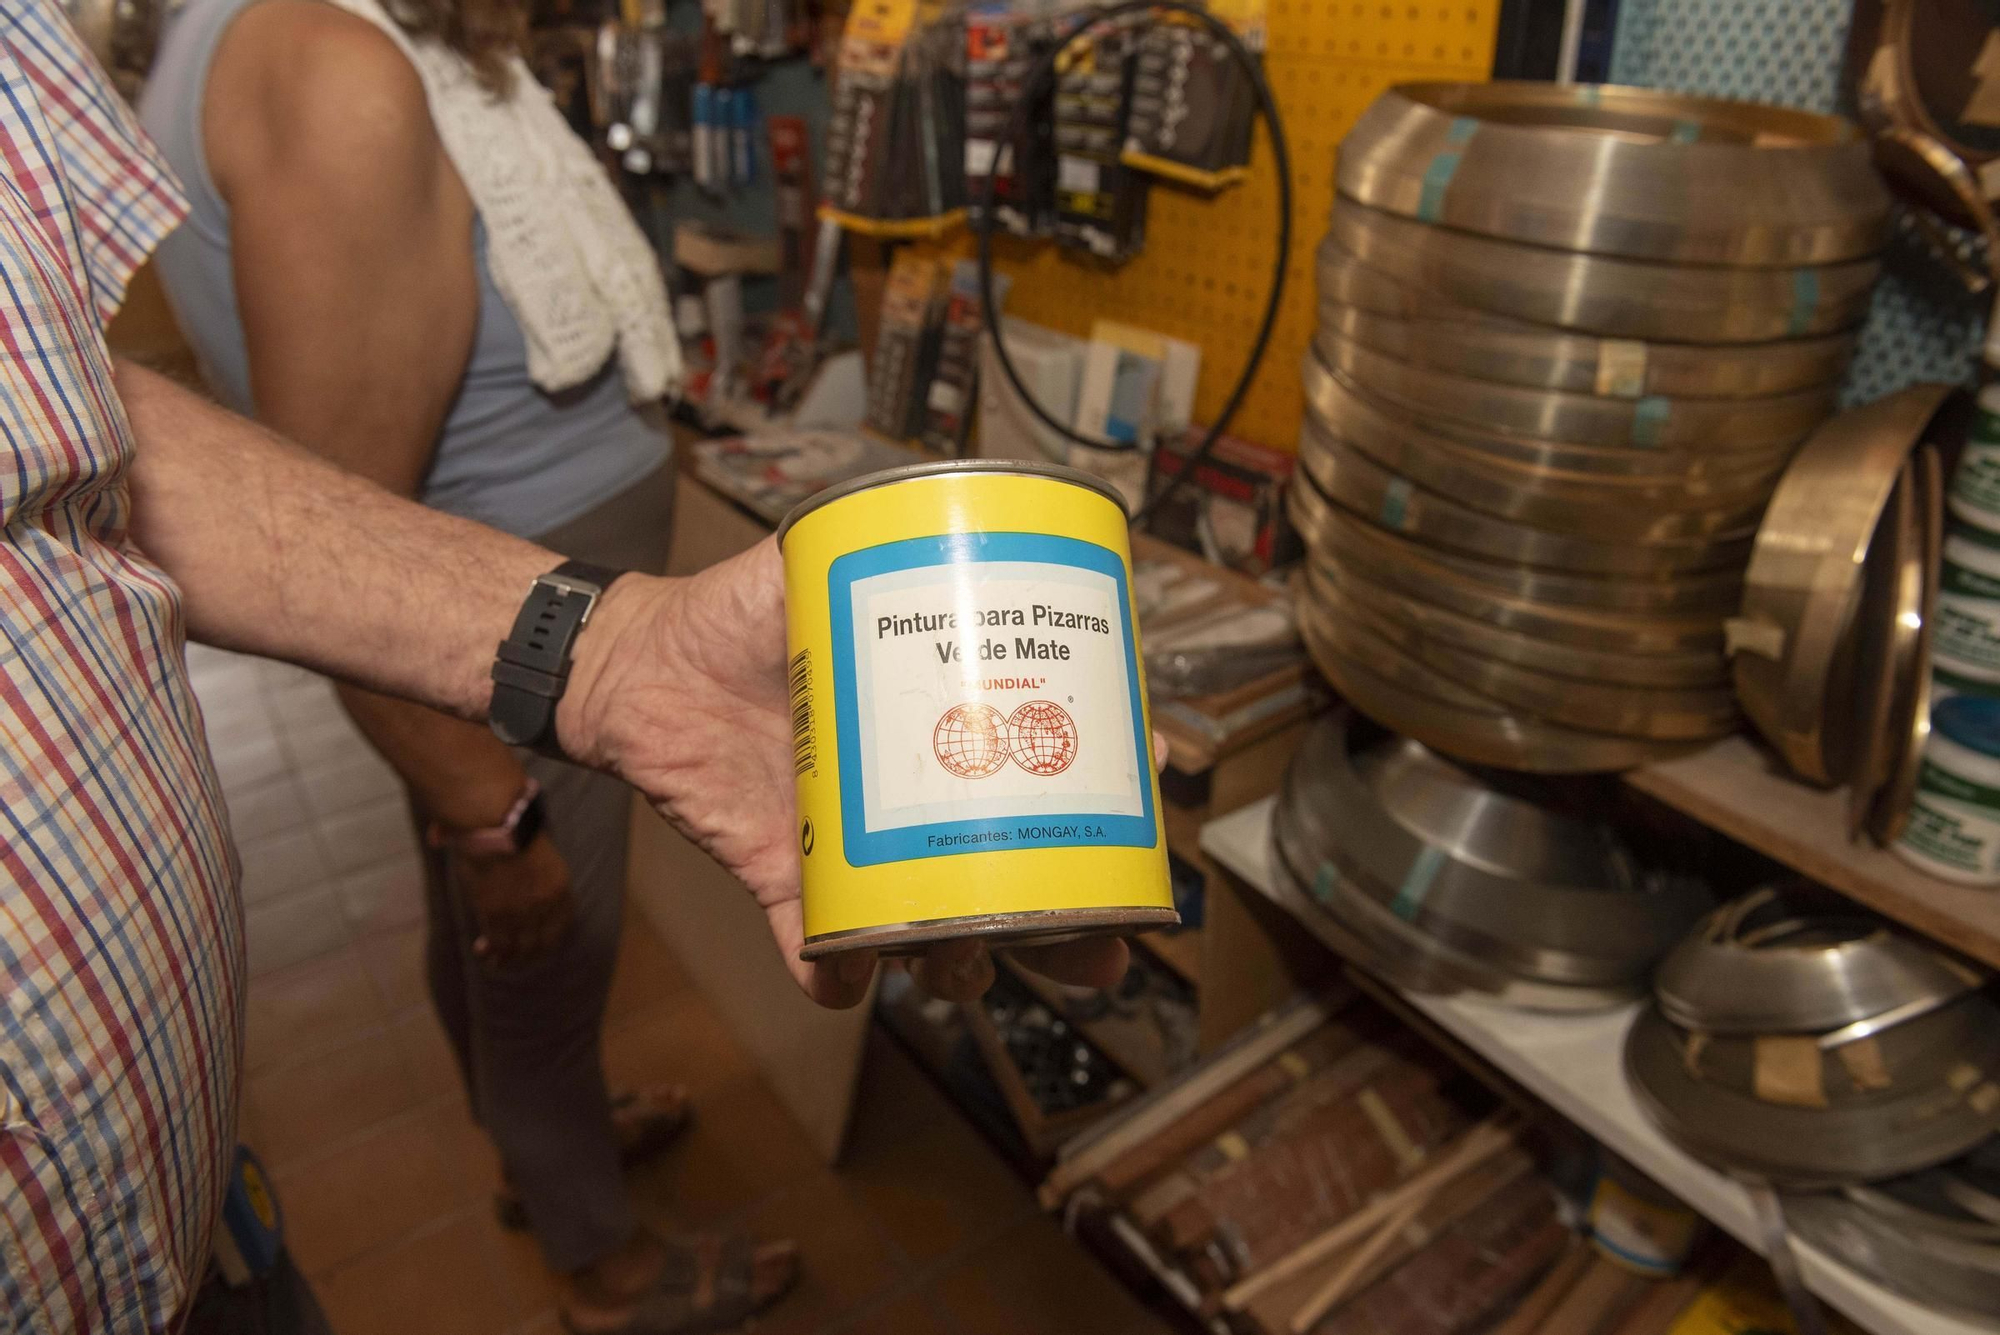 Pintura para Pizarras
Verde Mate
"MUNDIAL"
®
Fabricantes: MONGAY, S.A.